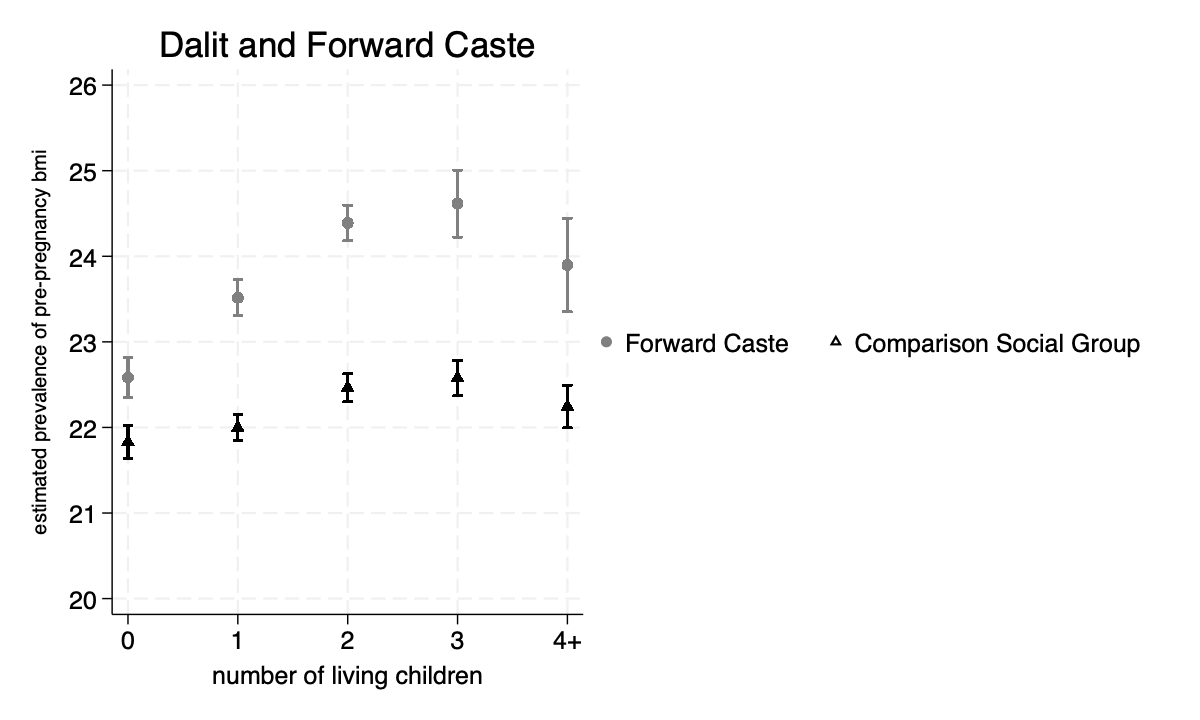 Dalit and Forward Caste
estimated prevalence of pre-pregnancy bmi
26
25
24
23
22
21
20
0 1 2 3 4+
number of living children
Forward Caste
Comparison Social Group